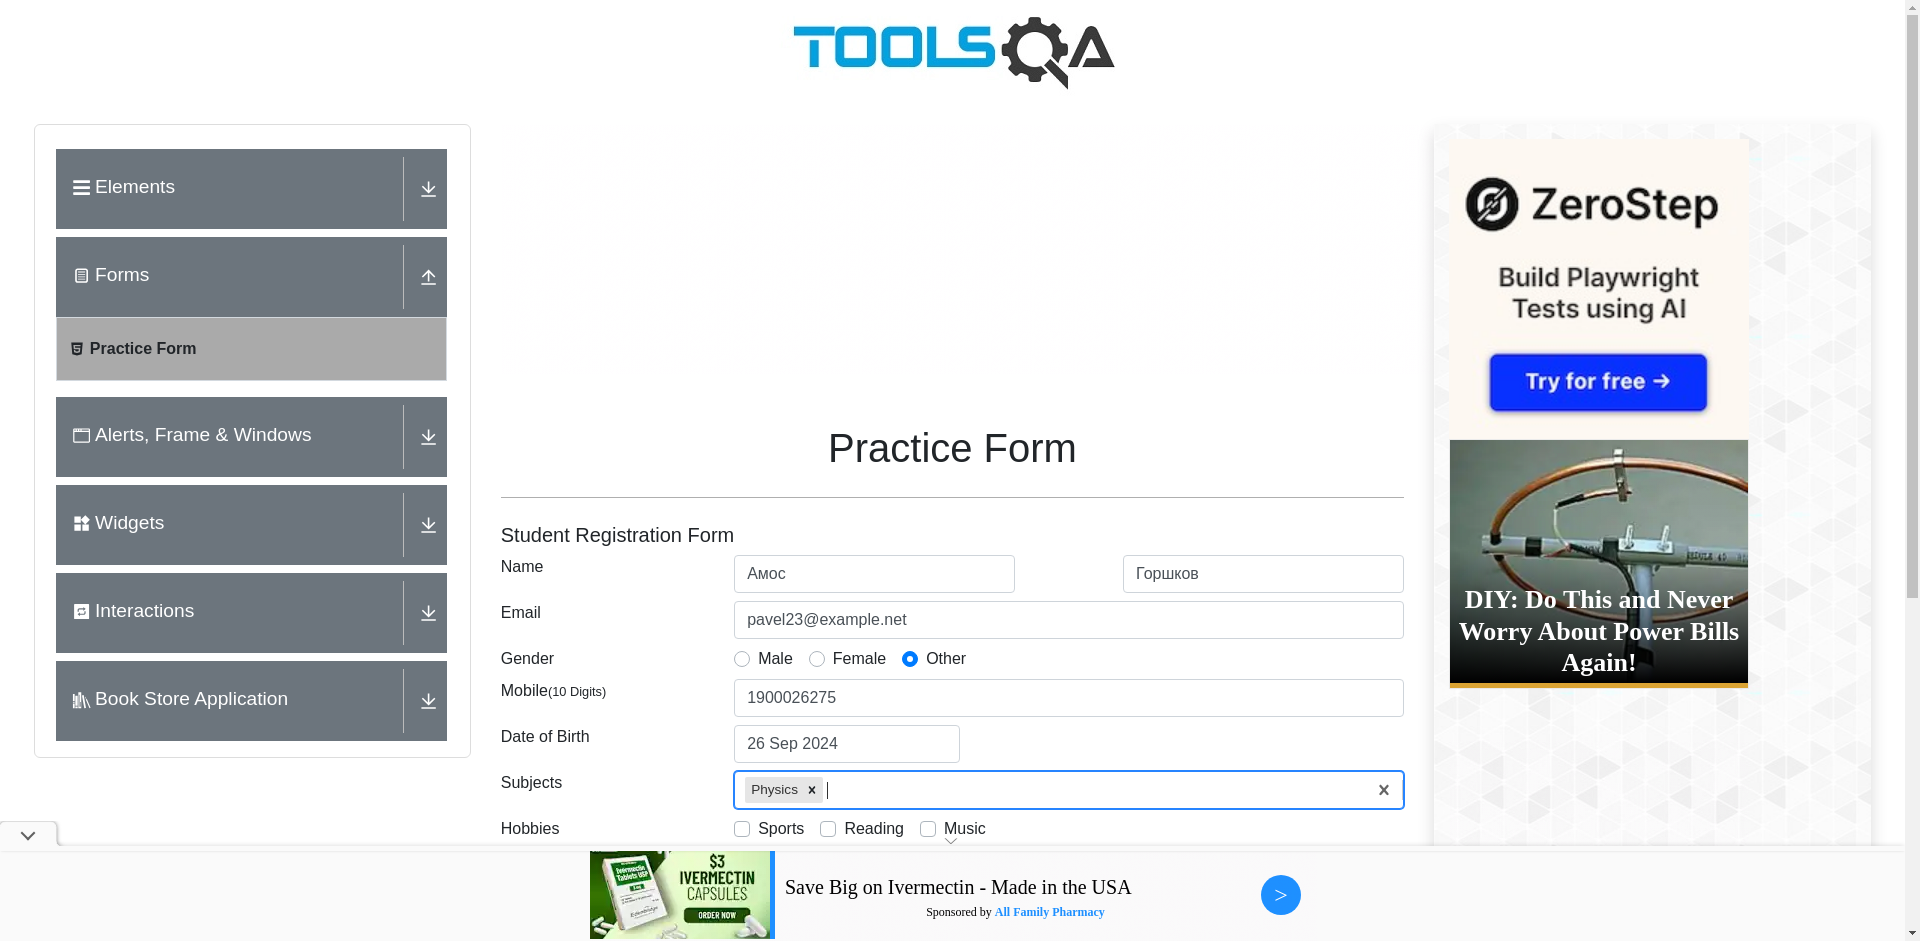 TOOLSQA
Elements
Forms
Practice Form
Alerts, Frame & Windows
Widgets
Interactions
Book Store Application
Practice Form
Student Registration Form
Name
Амос
Горшков
Email
pavel23@example.net
Gender
Male
Female
Other
Mobile(10 Digits)
1900026275
Date of Birth
26 Sep 2024
Subjects
Physics
Hobbies
Sports
Reading
Music
ZeroStep
Build Playwright
Tests using AI
Try for free →
DIY: Do This and Never
Worry About Power Bills
Again!
$3
IVERMECTIN
CAPSULES
ORDER NOW
Save Big on Ivermectin - Made in the USA
Sponsored by All Family Pharmacy
>